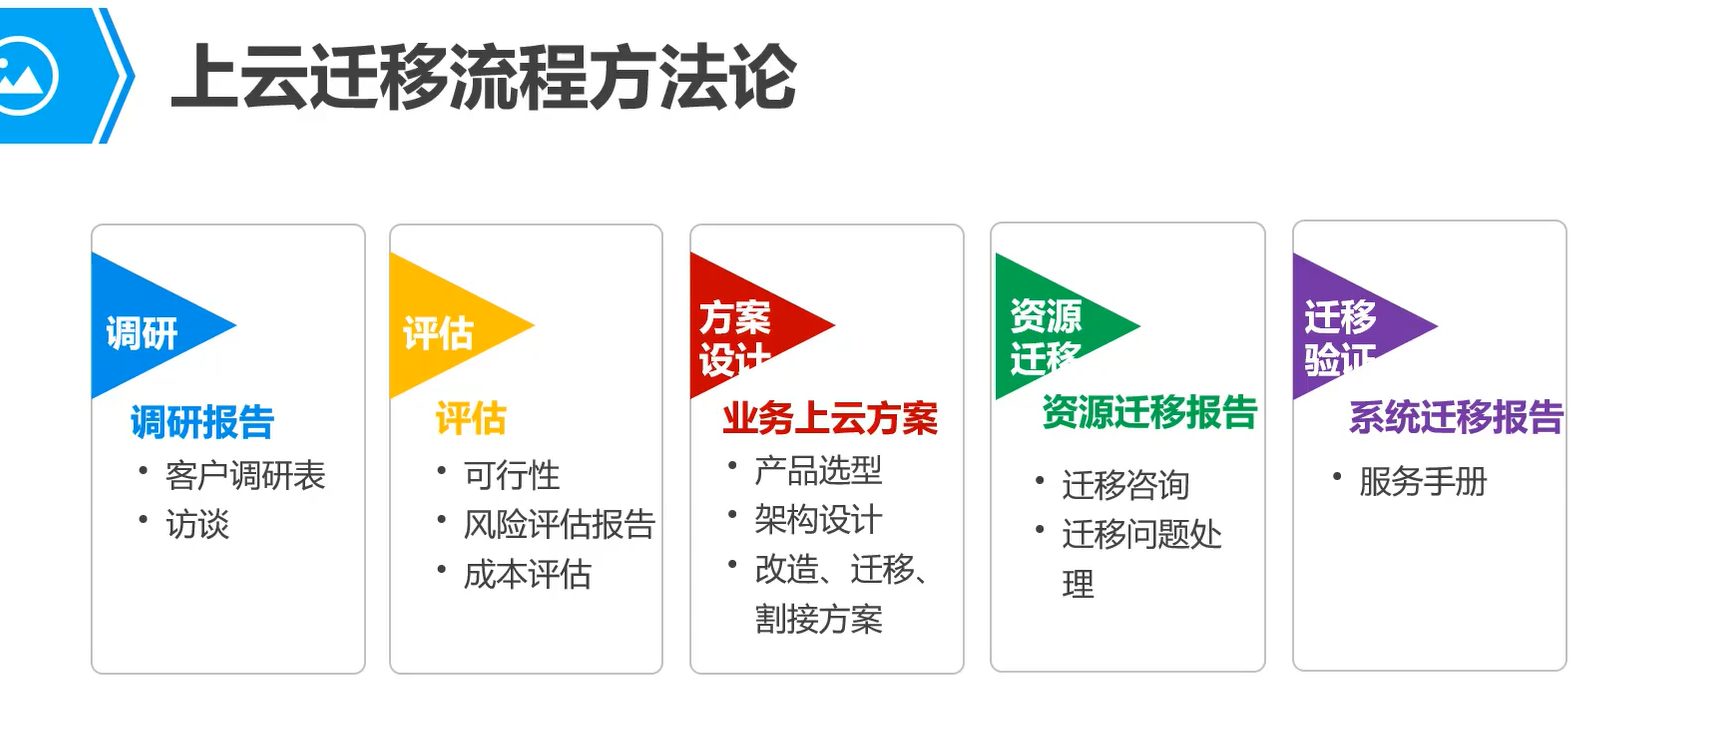 上云迁移流程方法论
调研
调研报告
• 客户调研表
• 访谈
评估
评估
• 可行性
• 风险评估报告
• 成本评估
方案
设计
业务上云方案
• 产品选型
• 架构设计
• 改造、迁移、
割接方案
资源
迁移
资源迁移报告
• 迁移咨询
• 迁移问题处
理
迁移
验证
系统迁移报告
• 服务手册